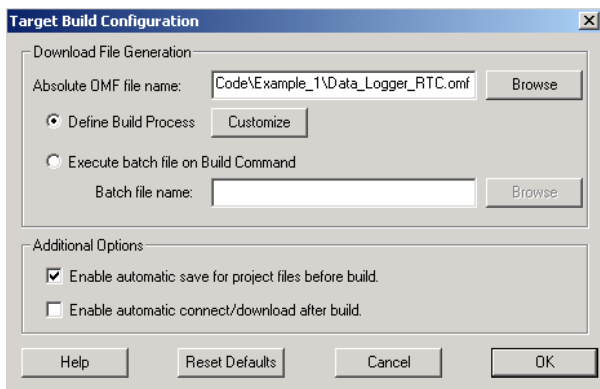 Target Build Configuration
Download File Generation
Absolute OMF file name: Code\Example_1\Data_Logger_RTC.omf Browse
Define Build Process Customize
Execute batch file on Build Command
Batch file name: Browse
Additional Options
Enable automatic save for project files before build.
Enable automatic connect/download after build.
Help Reset Defaults Cancel OK